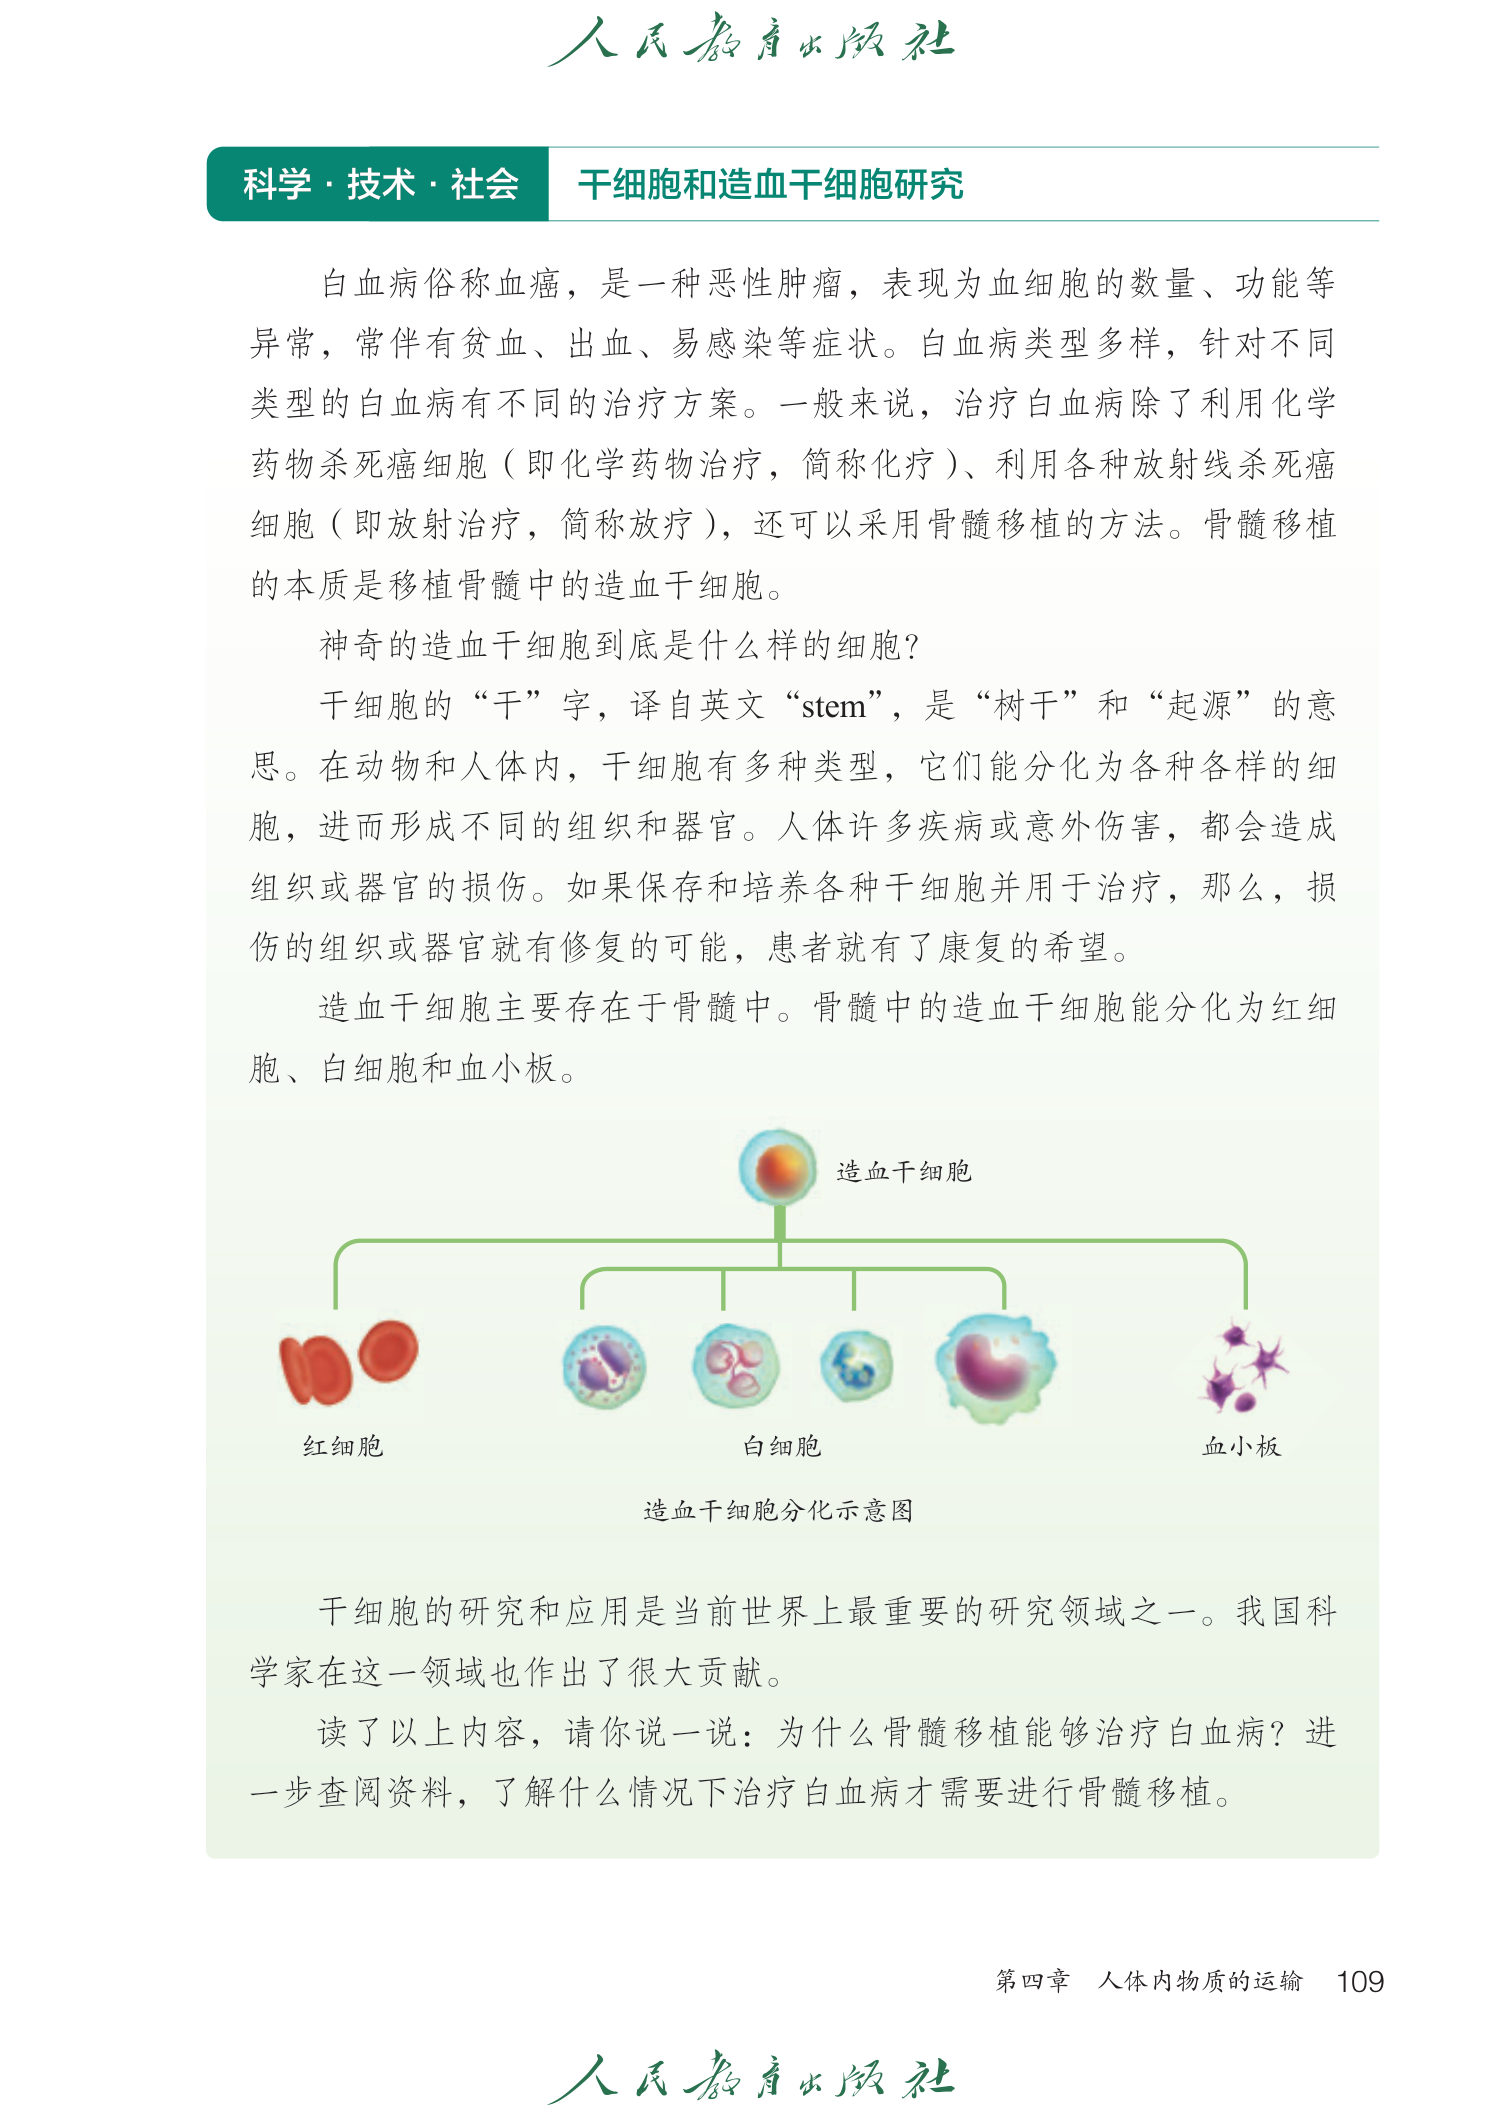 人民教育出版社
科学·技术·社会 干细胞和造血干细胞研究
白血病俗称血癌，是一种恶性肿瘤，表现为血细胞的数量、功能等
异常，常伴有贫血、出血、易感染等症状。白血病类型多样，针对不同
类型的白血病有不同的治疗方案。一般来说，治疗白血病除了利用化学
药物杀死癌细胞（即化学药物治疗，简称化疗）、利用各种放射线杀死癌
细胞（即放射治疗，简称放疗），还可以采用骨髓移植的方法。骨髓移植
的本质是移植骨髓中的造血干细胞。
神奇的造血干细胞到底是什么样的细胞？
干细胞的“干”字，译自英文“stem”，是“树干”和“起源”的意
思。在动物和人体内，干细胞有多种类型，它们能分化为各种各样的细
胞，进而形成不同的组织和器官。人体许多疾病或意外伤害，都会造成
组织或器官的损伤。如果保存和培养各种干细胞并用于治疗，那么，损
伤的组织或器官就有修复的可能，患者就有了康复的希望。
造血干细胞主要存在于骨髓中。骨髓中的造血干细胞能分化为红细
胞、白细胞和血小板。
造血干细胞
红细胞 白细胞 血小板
造血干细胞分化示意图
干细胞的研究和应用是当前世界上最重要的研究领域之一。我国科
学家在这一领域也作出了很大贡献。
读了以上内容，请你说一说：为什么骨髓移植能够治疗白血病？进
一步查阅资料，了解什么情况下治疗白血病才需要进行骨髓移植。
第四章 人体内物质的运输 109
人民教育出版社